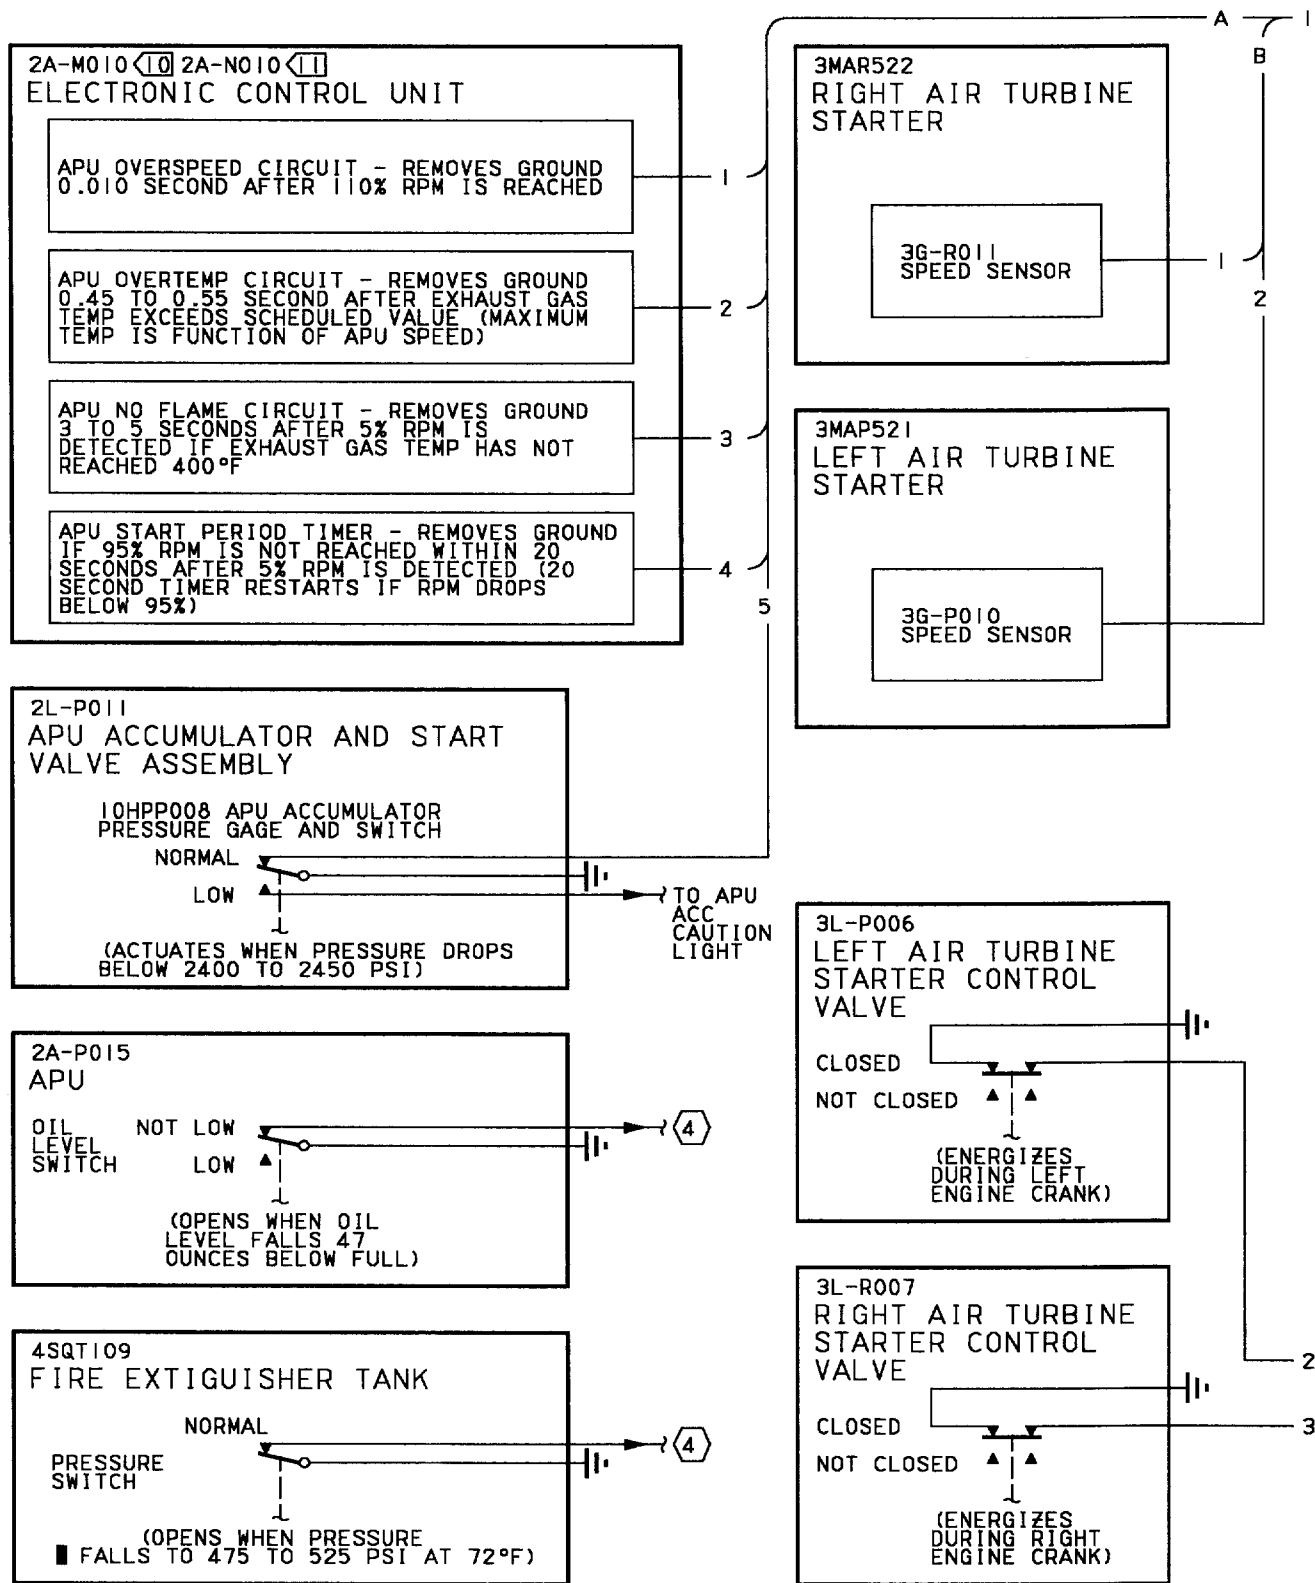 A 1
B
2A-M010 10 2A-N010 11
ELECTRONIC CONTROL UNIT
APU OVERSPEED CIRCUIT - REMOVES GROUND
0.010 SECOND AFTER 110% RPM IS REACHED
1
APU OVERTEMP CIRCUIT - REMOVES GROUND
0.45 TO 0.55 SECOND AFTER EXHAUST GAS
TEMP EXCEEDS SCHEDULED VALUE (MAXIMUM
TEMP IS FUNCTION OF APU SPEED)
2
APU NO FLAME CIRCUIT - REMOVES GROUND
3 TO 5 SECONDS AFTER 5% RPM IS
DETECTED IF EXHAUST GAS TEMP HAS NOT
REACHED 400°F
3
APU START PERIOD TIMER - REMOVES GROUND
IF 95% RPM IS NOT REACHED WITHIN 20
SECONDS AFTER 5% RPM IS DETECTED (20
SECOND TIMER RESTARTS IF RPM DROPS
BELOW 95%)
4
5
2L-P011
APU ACCUMULATOR AND START
VALVE ASSEMBLY
10HPP008 APU ACCUMULATOR
PRESSURE GAGE AND SWITCH
NORMAL
LOW
TO APU
ACC
CAUTION
LIGHT
(ACTUATES WHEN PRESSURE DROPS
BELOW 2400 TO 2450 PSI)
2A-P015
APU
OIL
LEVEL
SWITCH
NOT LOW
LOW
4
(OPENS WHEN OIL
LEVEL FALLS 47
OUNCES BELOW FULL)
4SQT109
FIRE EXTIGUISHER TANK
NORMAL
PRESSURE
SWITCH
4
(OPENS WHEN PRESSURE
FALLS TO 475 TO 525 PSI AT 72°F)
3MAR522
RIGHT AIR TURBINE
STARTER
3G-R011
SPEED SENSOR
1
2
3MAP521
LEFT AIR TURBINE
STARTER
3G-P010
SPEED SENSOR
3L-P006
LEFT AIR TURBINE
STARTER CONTROL
VALVE
CLOSED
NOT CLOSED
(ENERGIZES
DURING LEFT
ENGINE CRANK)
2
3L-R007
RIGHT AIR TURBINE
STARTER CONTROL
VALVE
CLOSED
NOT CLOSED
3
(ENERGIZES
DURING RIGHT
ENGINE CRANK)